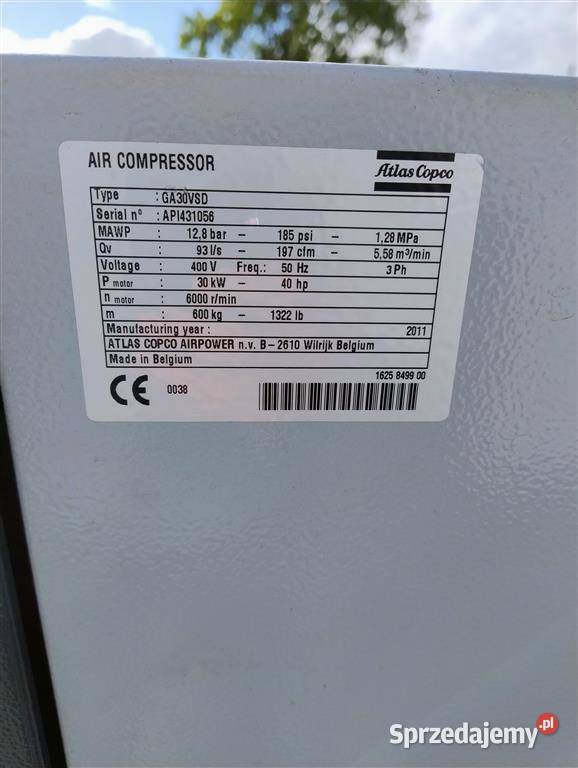 AIR COMPRESSOR
Atlas Copco
Type : GA30VSD
Serial nº : API431056
MAWP : 12,8 bar – 185 psi – 1,28 MPa
Qv : 93 l/s – 197 cfm – 5,58 m³/min
Voltage : 400 V Freq.: 50 Hz 3 Ph
P motor : 30 kW – 40 hp
n motor : 6000 r/min
m : 600 kg – 1322 lb
Manufacturing year : 2011
ATLAS COPCO AIRPOWER n.v. B – 2610 Wilrijk Belgium
Made in Belgium
1625 8499 00
CE 0038
Sprzedajemy.pl